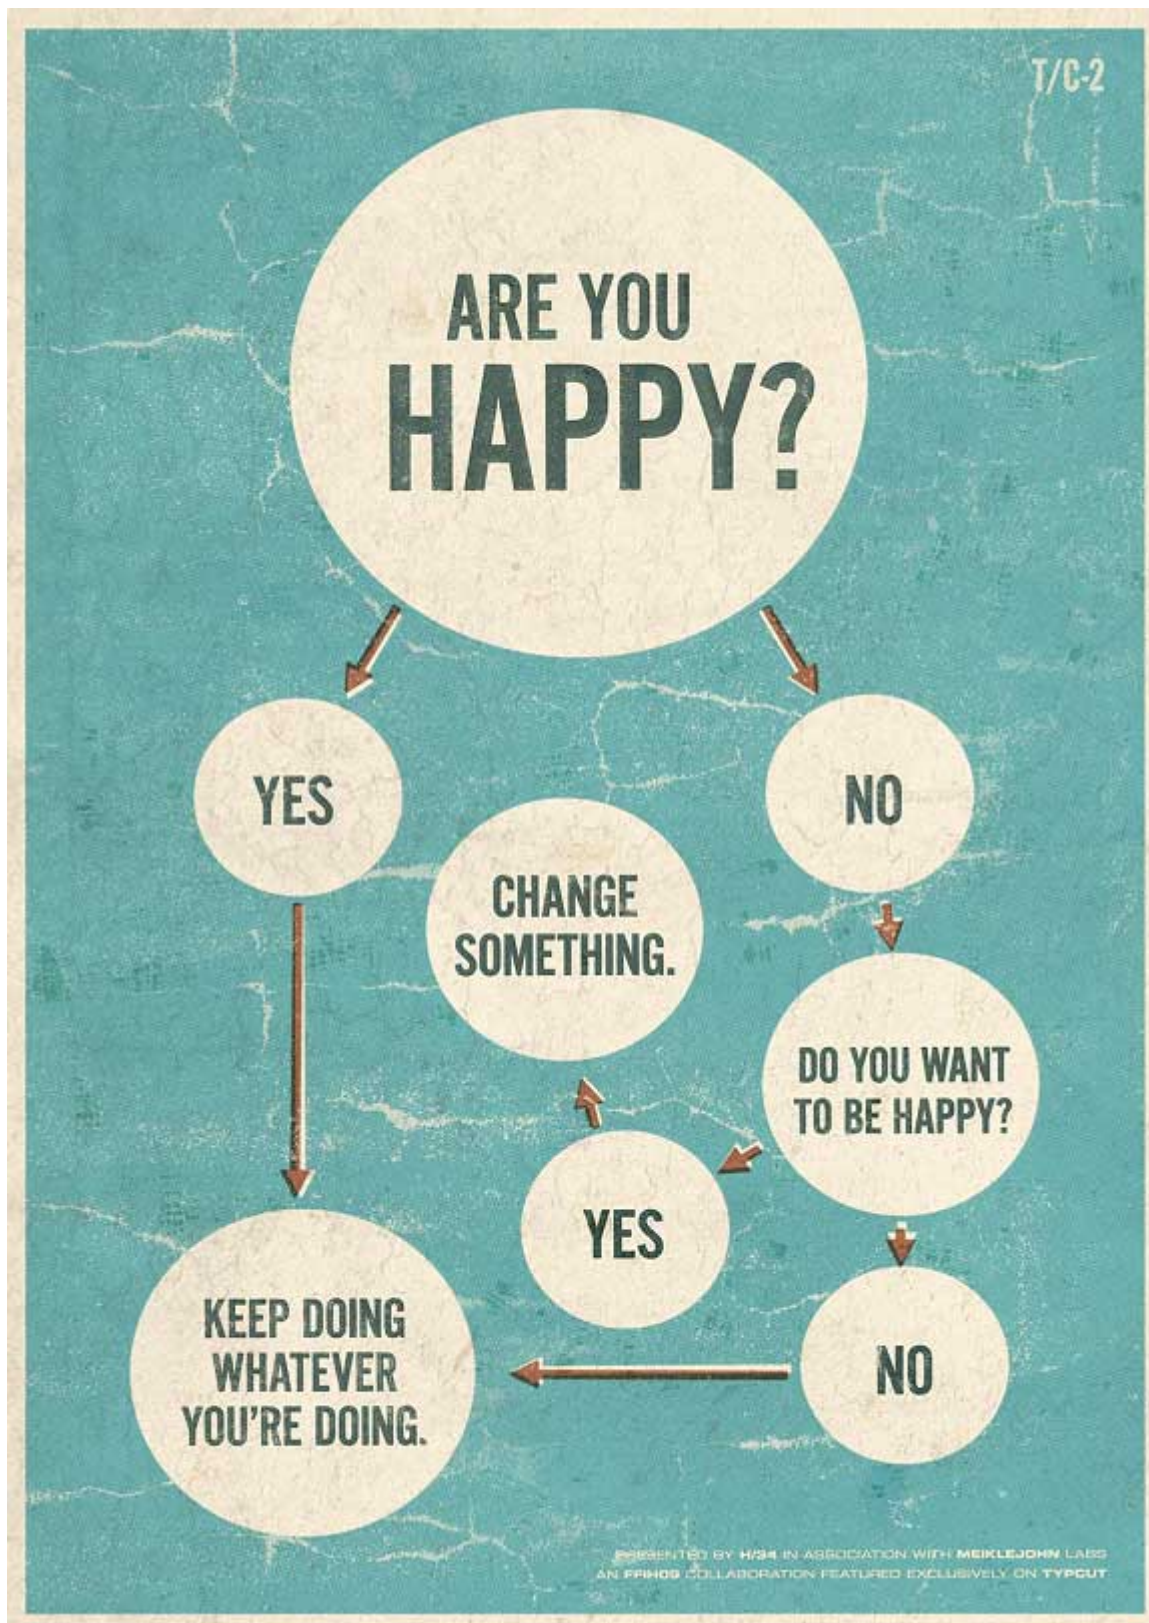 T/C-2
ARE YOU
HAPPY?
YES
NO
CHANGE
SOMETHING.
DO YOU WANT
TO BE HAPPY?
YES
NO
KEEP DOING
WHATEVER
YOU'RE DOING.
PRESENTED BY H/34 IN ASSOCIATION WITH MEIKLEJOHN LABS
AN FFIHOS COLLABORATION FEATURED EXCLUSIVELY ON TYPCUT